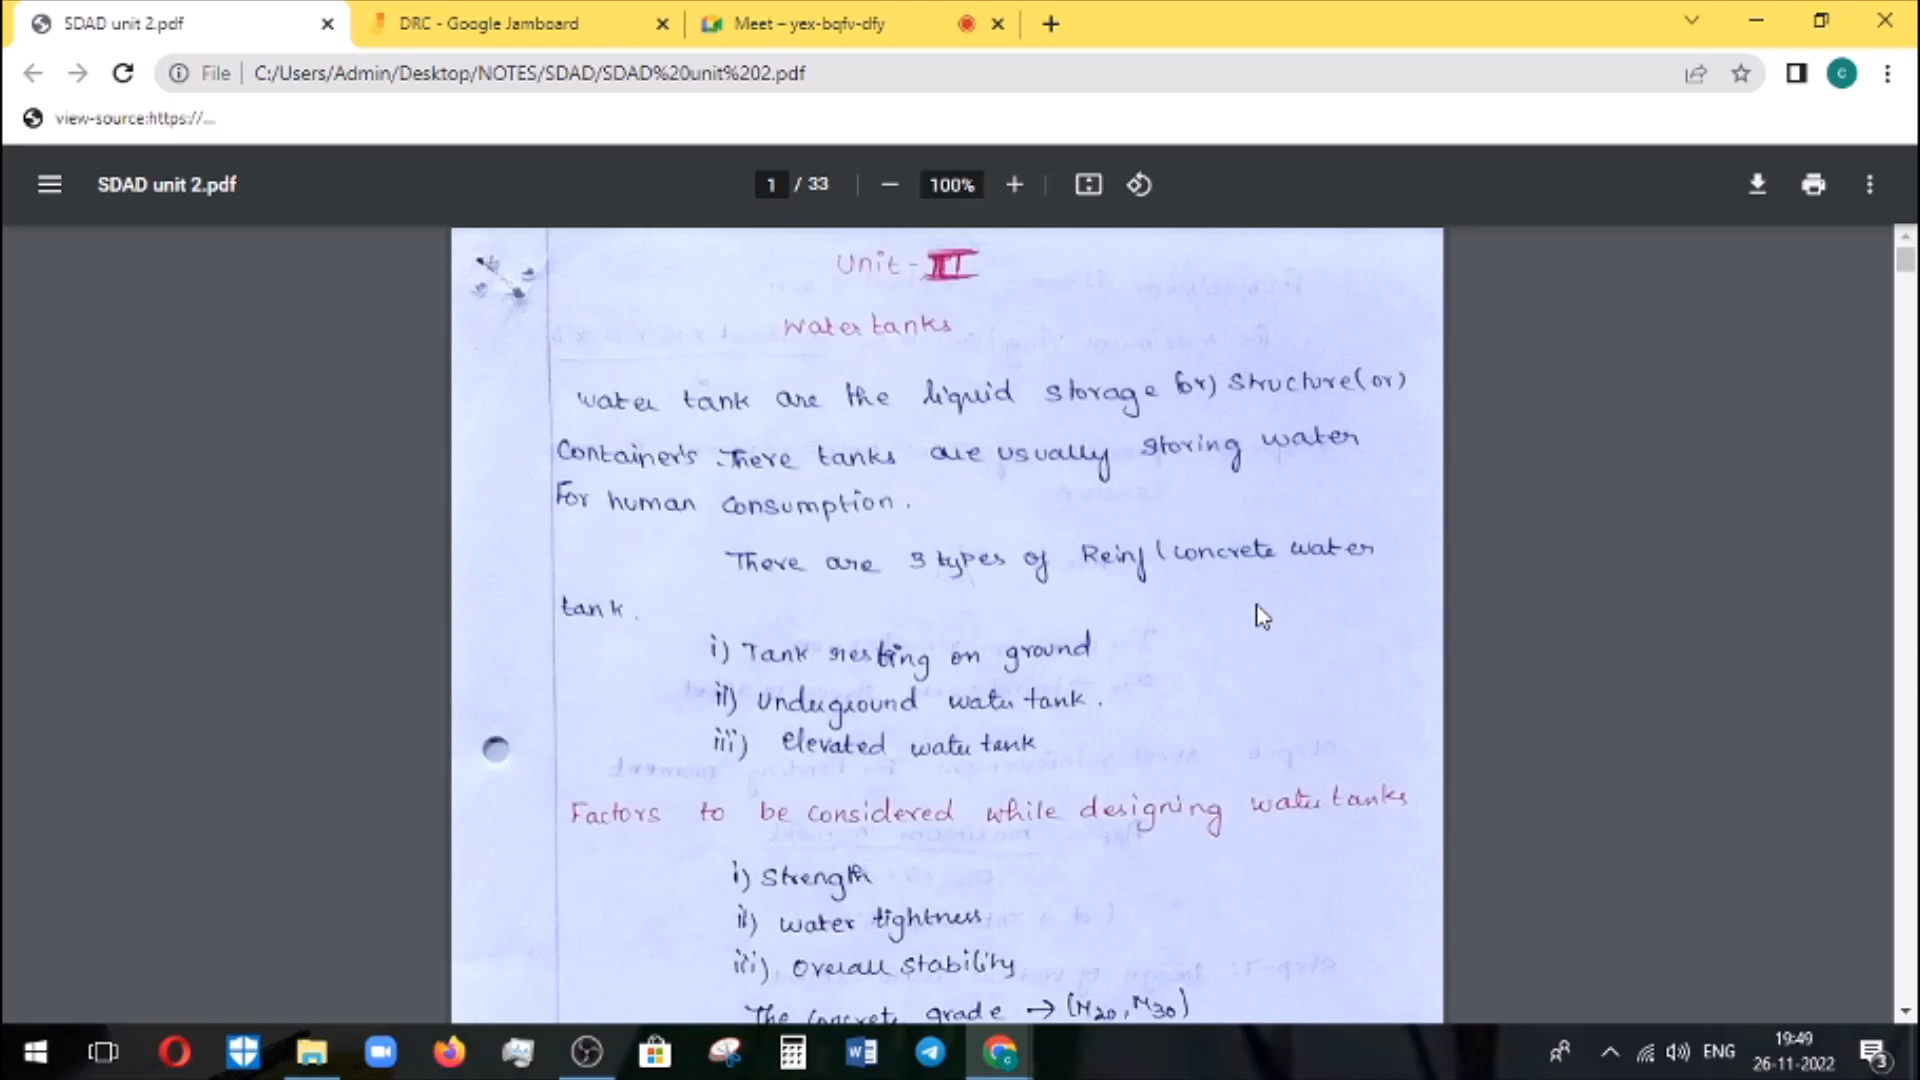 SDAD unit 2.pdf
DRC - Google Jamboard
Meet – yex-bqfv-dfy
File
C:/Users/Admin/Desktop/NOTES/SDAD/SDAD%20unit%202.pdf
view-source:https://...
SDAD unit 2.pdf
1 / 33
100%
Unit - II
Water tanks
Water tank are the liquid storage (or) structure (or)
Container's .There tanks are usually storing water
For human consumption.
There are 3 types of Reinf (concrete water
tank.
i) Tank resting on ground
ii) Underground water tank.
iii) elevated water tank
Factors to be considered while designing water tanks
i) Strength
ii) water tightness
iii) Overall stability
The concrete grade → (M20, M30)
ENG
19:49
26-11-2022
3